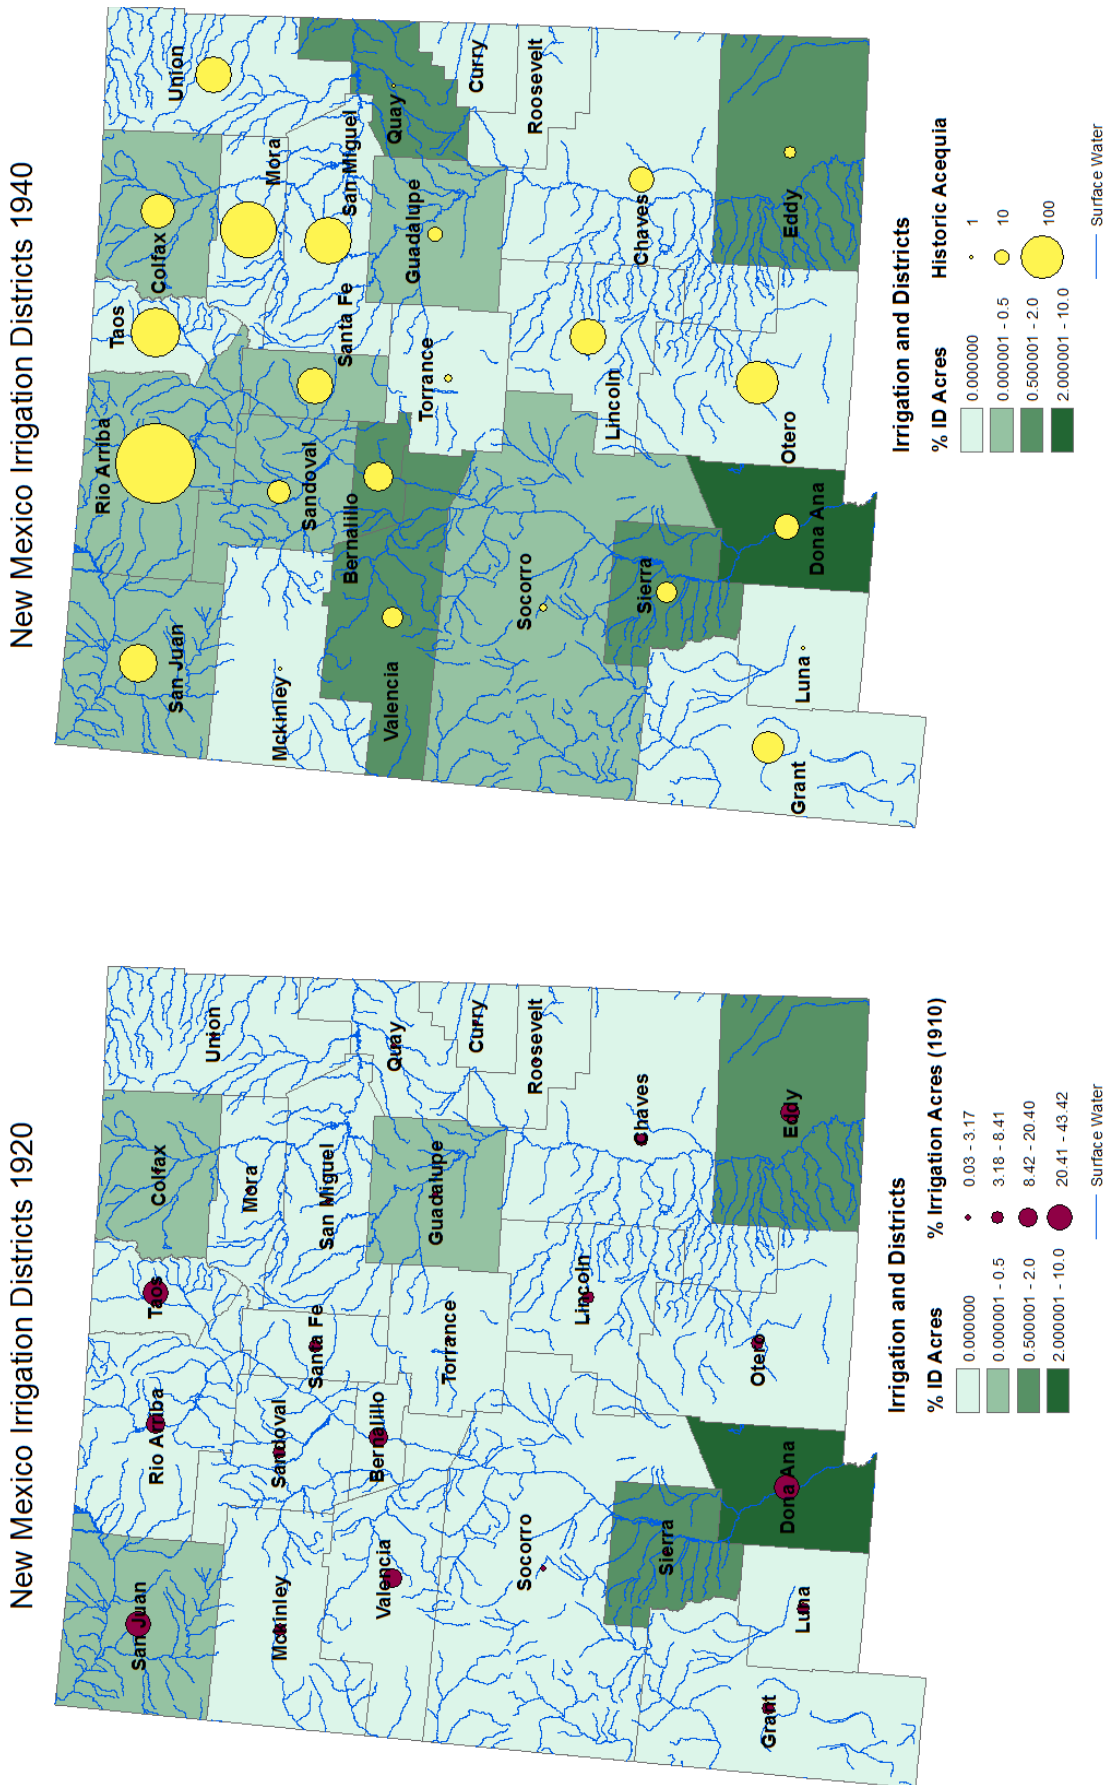 New Mexico Irrigation Districts 1920
San Juan
Rio Arriba
Taos
Colfax
Union
Mckinley
Sandoval
Santa Fe
Mora
San Miguel
Valencia
Bernalillo
Torrance
Guadalupe
Quay
Curry
Socorro
Lincoln
Roosevelt
Chaves
Sierra
Grant
Luna
Dona Ana
Otero
Eddy
Irrigation and Districts
% ID Acres
0.000000
0.000001 - 0.5
0.500001 - 2.0
2.000001 - 10.0
% Irrigation Acres (1910)
0.03 - 3.17
3.18 - 8.41
8.42 - 20.40
20.41 - 43.42
Surface Water
New Mexico Irrigation Districts 1940
San Juan
Rio Arriba
Taos
Colfax
Union
Mckinley
Sandoval
Santa Fe
Mora
San Miguel
Valencia
Bernalillo
Torrance
Guadalupe
Quay
Curry
Socorro
Lincoln
Roosevelt
Chaves
Sierra
Grant
Luna
Dona Ana
Otero
Eddy
Irrigation and Districts
% ID Acres
0.000000
0.000001 - 0.5
0.500001 - 2.0
2.000001 - 10.0
Historic Acequia
1
10
100
Surface Water